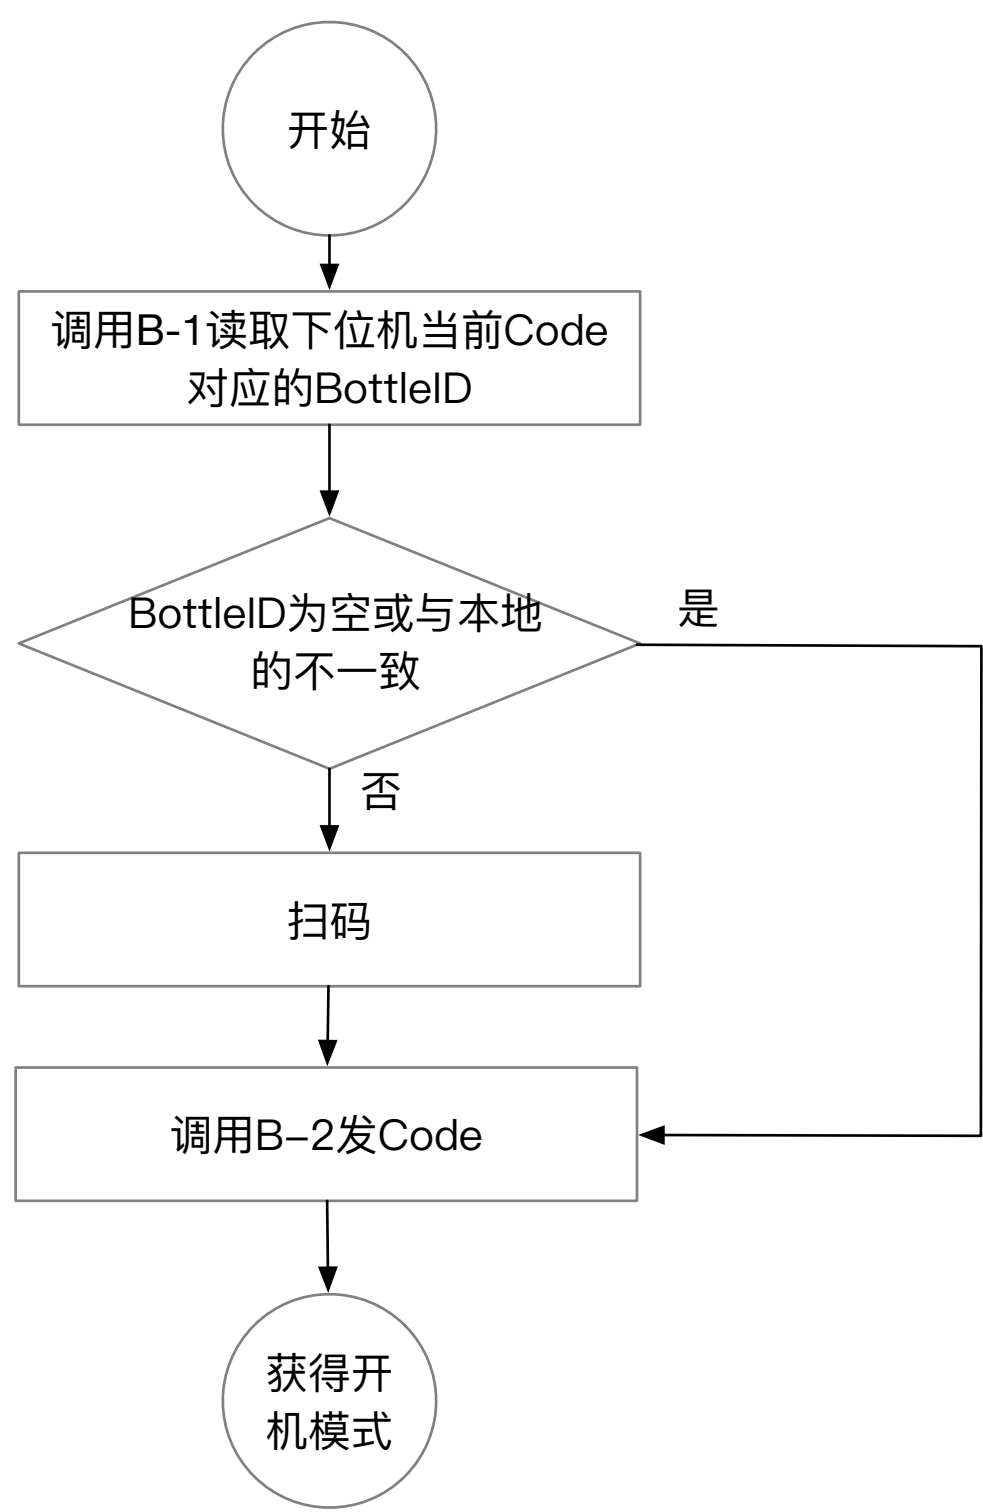 开始
调用B-1读取下位机当前Code
对应的BottleID
BottleID为空或与本地
的不一致
是
否
扫码
调用B-2发Code
获得开
机模式